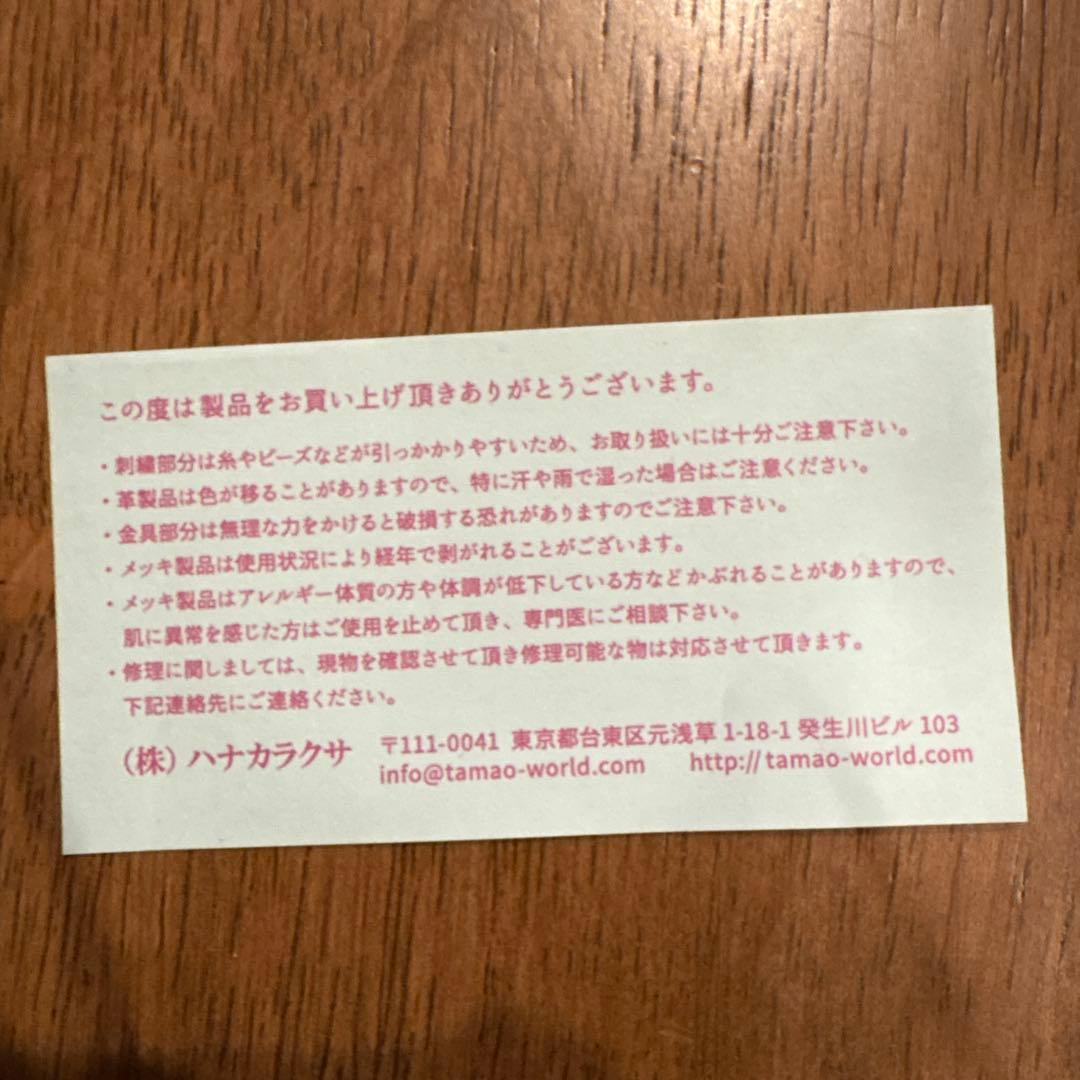 この度は製品をお買い上げ頂きありがとうございます。
・刺繍部分は糸やビーズなどが引っかかりやすいため、お取り扱いには十分ご注意下さい。
・革製品は色が移ることがありますので、特に汗や雨で湿った場合はご注意ください。
・金具部分は無理な力をかけると破損する恐れがありますのでご注意下さい。
・メッキ製品は使用状況により経年で剥がれることがございます。
・メッキ製品はアレルギー体質の方や体調が低下している方などかぶれることがありますので、
肌に異常を感じた方はご使用を止めて頂き、専門医にご相談下さい。
・修理に関しましては、現物を確認させて頂き修理可能な物は対応させて頂きます。
下記連絡先にご連絡ください。
（株）ハナカラクサ 〒111-0041 東京都台東区元浅草 1-18-1 癸生川ビル 103
info@tamao-world.com http://tamao-world.com